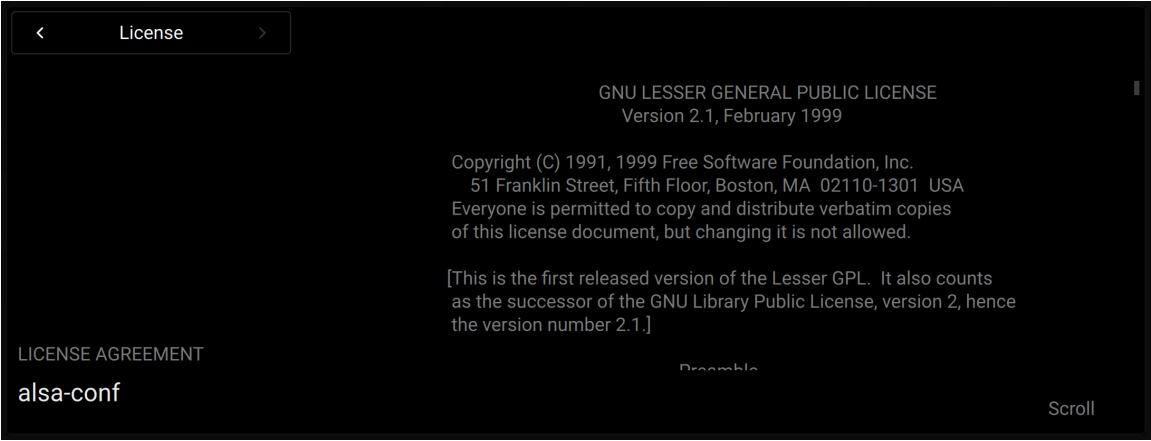 License
GNU LESSER GENERAL PUBLIC LICENSE
Version 2.1, February 1999
Copyright (C) 1991, 1999 Free Software Foundation, Inc.
51 Franklin Street, Fifth Floor, Boston, MA  02110-1301  USA
Everyone is permitted to copy and distribute verbatim copies
of this license document, but changing it is not allowed.
[This is the first released version of the Lesser GPL.  It also counts
as the successor of the GNU Library Public License, version 2, hence
the version number 2.1.]
Preamble
LICENSE AGREEMENT
alsa-conf
Scroll